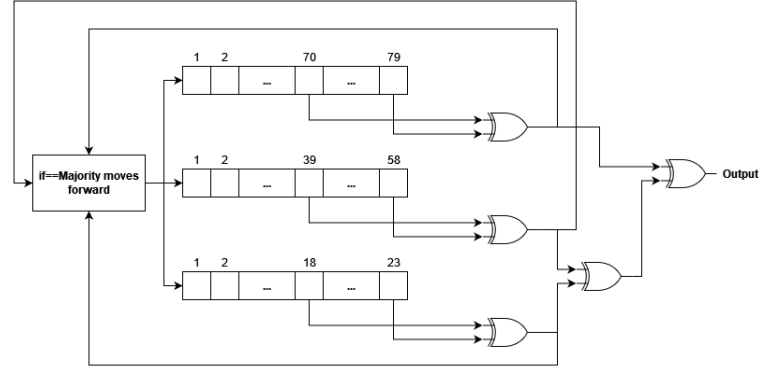 1 2 70 79
... ...
1 2 39 58
if==Majority moves
forward
... ...
Output
1 2 18 23
... ...